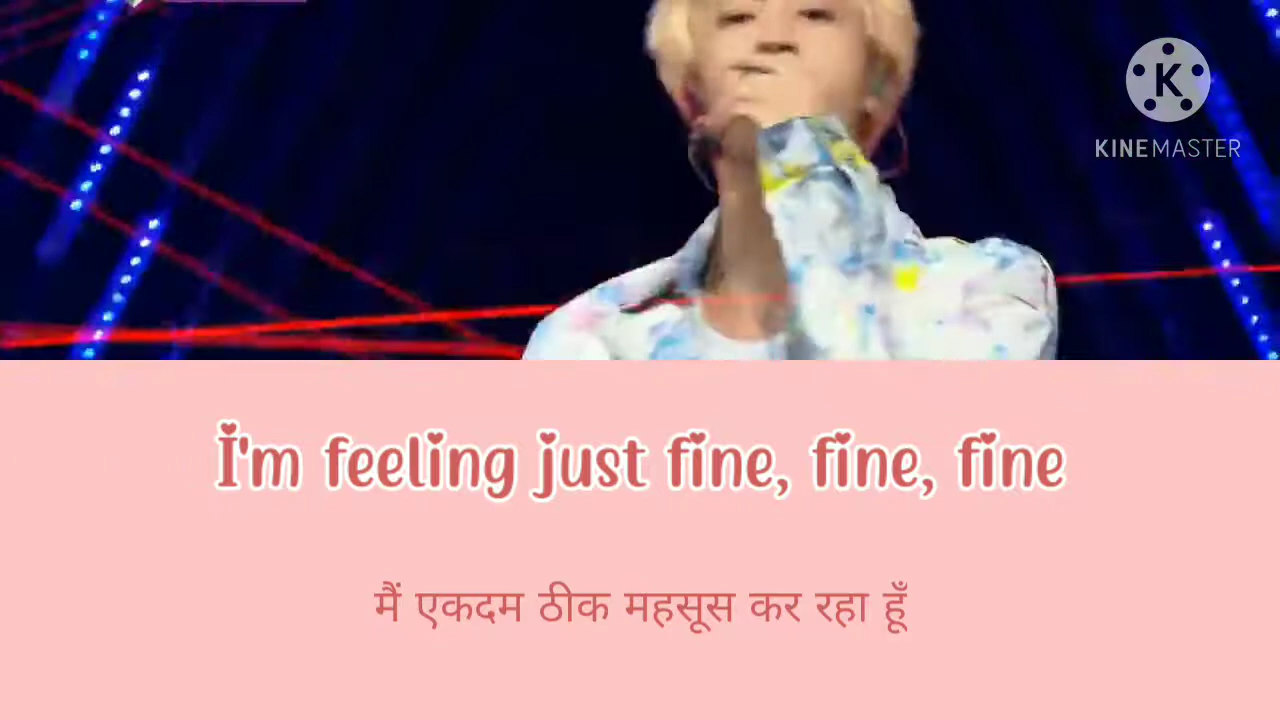 K
KINEMASTER
I'm feeling just fine, fine, fine
मैं एकदम ठीक महसूस कर रहा हूँ